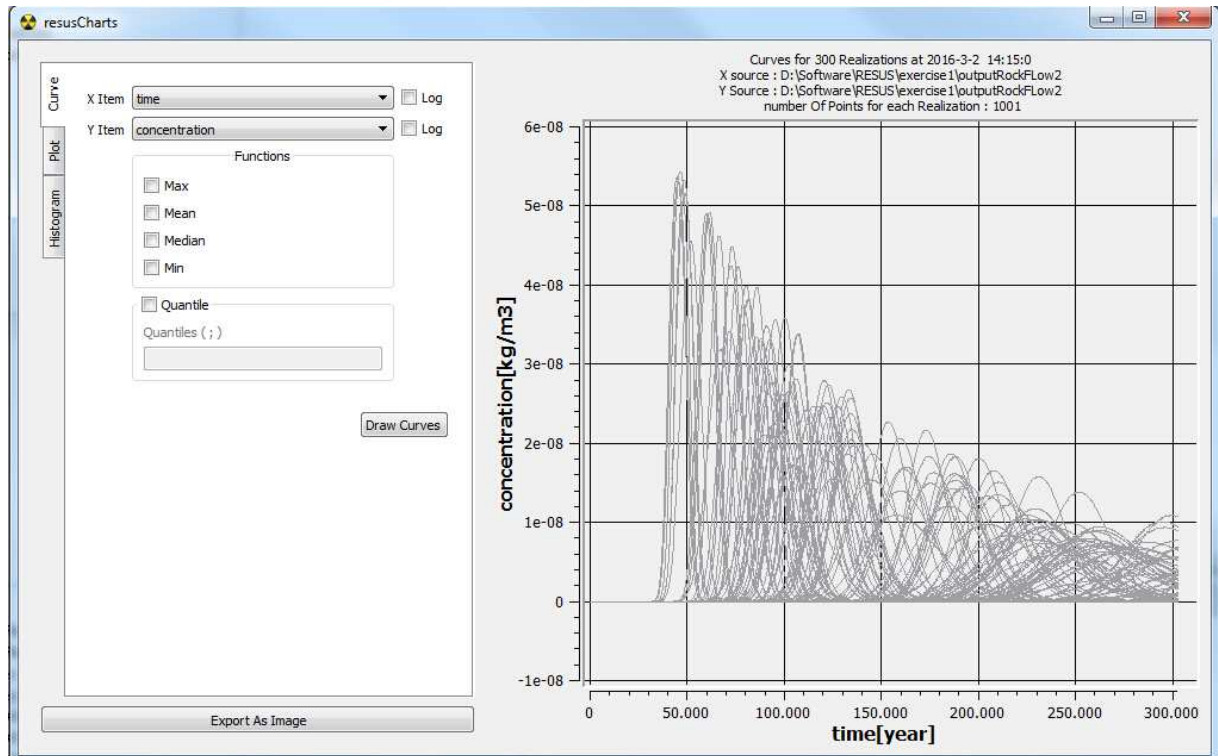 resusCharts
Curve
Plot
Histogram
X Item time Log
Y Item concentration Log
Functions
Max
Mean
Median
Min
Quantile
Quantiles ( ; )
Draw Curves
Export As Image
Curves for 300 Realizations at 2016-3-2 14:15:0
X source : D:\Software\RESUS\exercise1\outputRockFLow2
Y Source : D:\Software\RESUS\exercise1\outputRockFLow2
number Of Points for each Realization : 1001
concentration[kg/m3]
6e-08
5e-08
4e-08
3e-08
2e-08
1e-08
0
-1e-08
0 50.000 100.000 150.000 200.000 250.000 300.000
time[year]